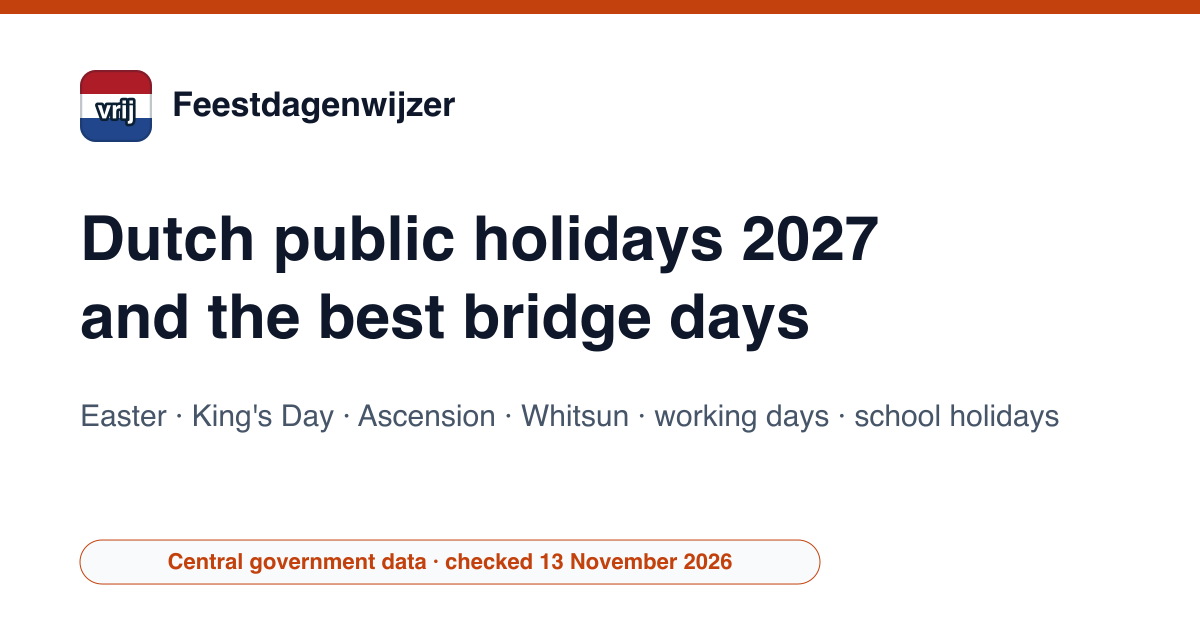 vrij
Feestdagenwijzer
Dutch public holidays 2027
and the best bridge days
Easter · King's Day · Ascension · Whitsun · working days · school holidays
Central government data · checked 13 November 2026